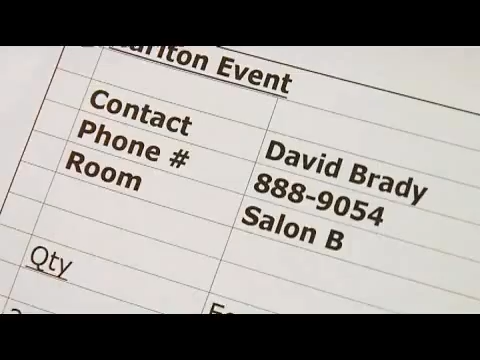 Event
Contact David Brady
Phone # 888-9054
Room Salon B
Qty